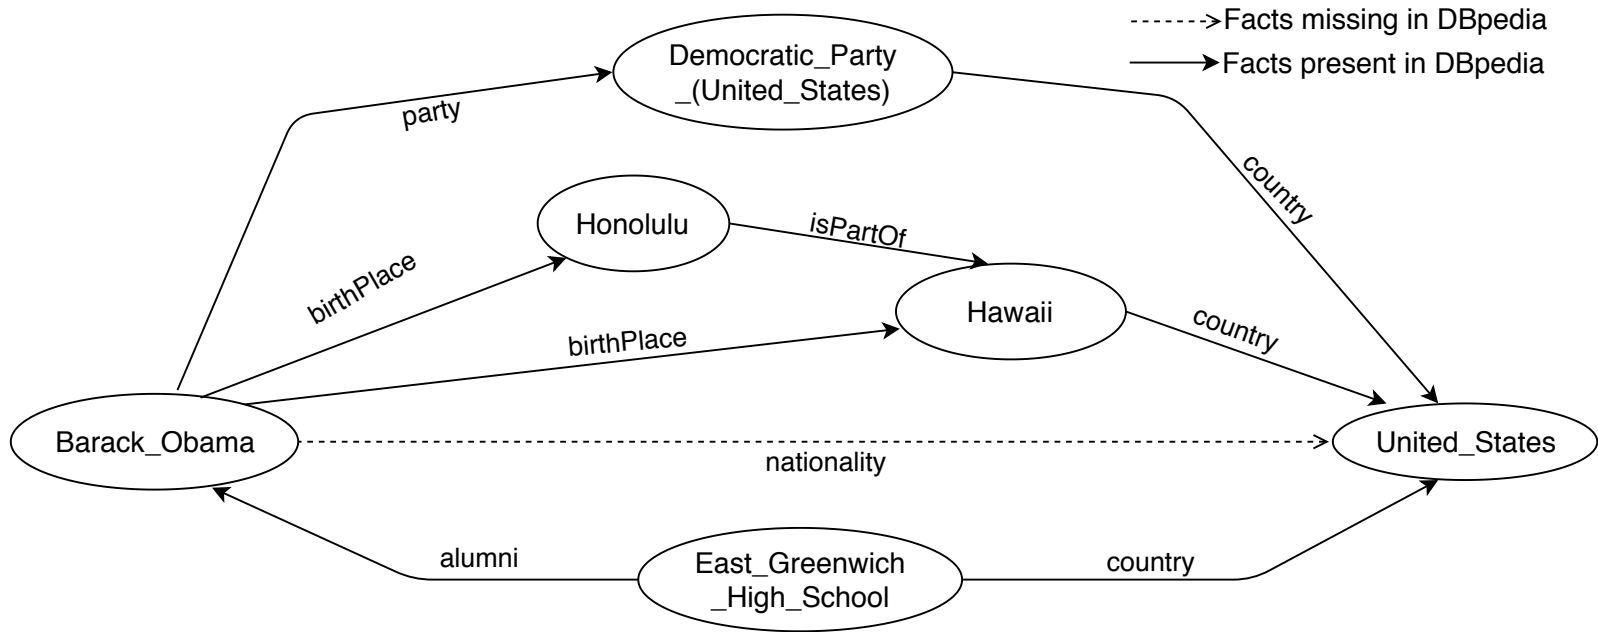 Facts missing in DBpedia
Facts present in DBpedia
Democratic_Party
_(United_States)
party
country
Honolulu
isPartOf
birthPlace
Hawaii
country
birthPlace
Barack_Obama
United_States
nationality
alumni
East_Greenwich
_High_School
country